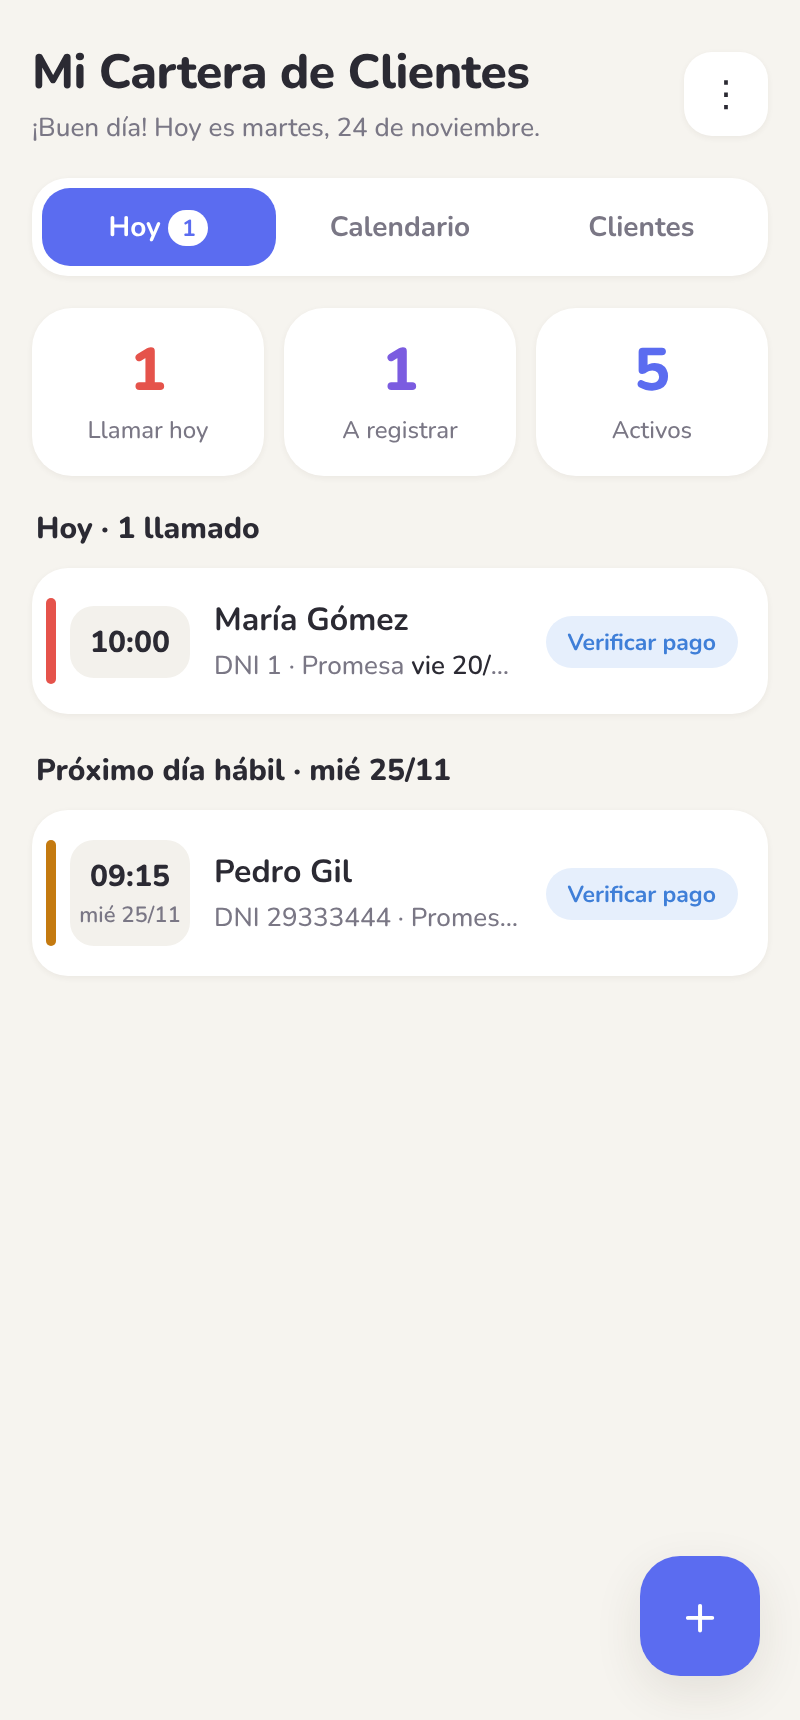 Mi Cartera de Clientes
¡Buen día! Hoy es martes, 24 de noviembre.
⋮
Hoy 1
Calendario
Clientes
1
Llamar hoy
1
A registrar
5
Activos
Hoy · 1 llamado
10:00
María Gómez
DNI 1 · Promesa vie 20/...
Verificar pago
Próximo día hábil · mié 25/11
09:15
mié 25/11
Pedro Gil
DNI 29333444 · Promes...
Verificar pago
+